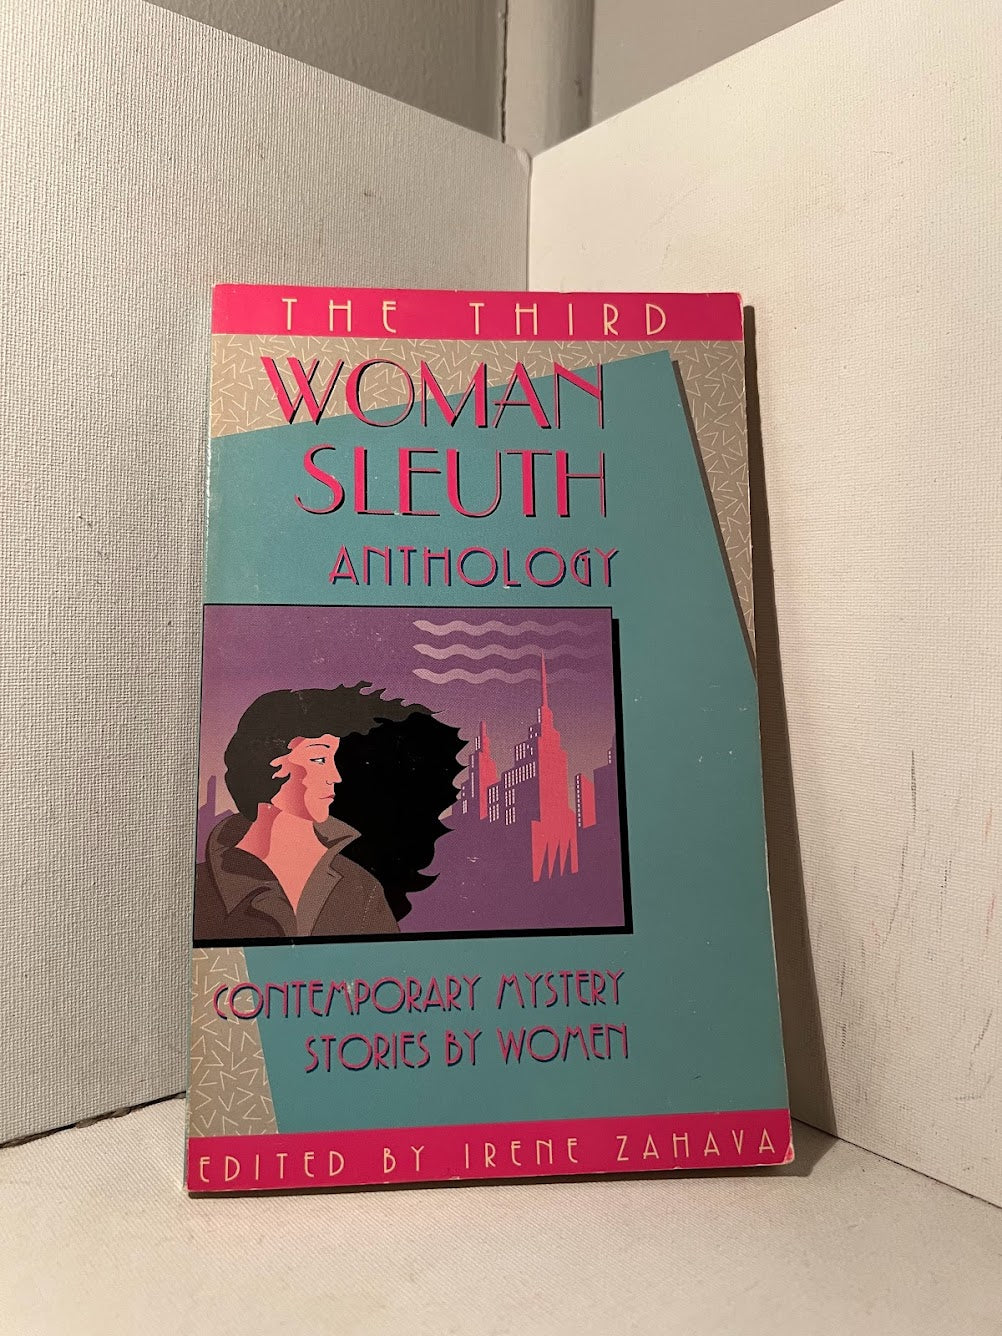 THE THIRD
WOMAN
SLEUTH
ANTHOLOGY
CONTEMPORARY MYSTERY
STORIES BY WOMEN
EDITED BY IRENE ZAHAVA